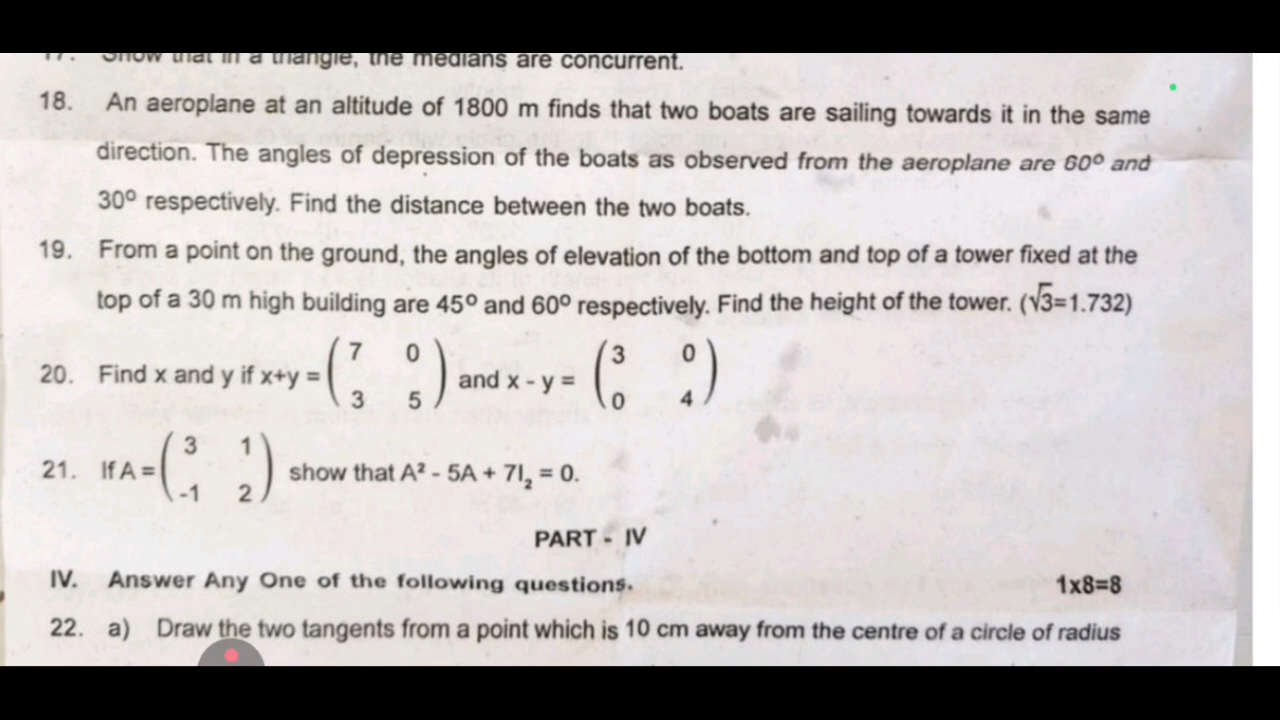 17. Show that in a triangle, the medians are concurrent.
18. An aeroplane at an altitude of 1800 m finds that two boats are sailing towards it in the same
direction. The angles of depression of the boats as observed from the aeroplane are 60⁰ and
30⁰ respectively. Find the distance between the two boats.
19. From a point on the ground, the angles of elevation of the bottom and top of a tower fixed at the
top of a 30 m high building are 45⁰ and 60⁰ respectively. Find the height of the tower. (√3=1.732)
20. Find x and y if x+y = ( 7 0 3 5 ) and x - y = ( 3 0 0 4 )
21. If A = ( 3 1 -1 2 ) show that A² - 5A + 7I₂ = 0.
PART - IV
IV. Answer Any One of the following questions. 1x8=8
22. a) Draw the two tangents from a point which is 10 cm away from the centre of a circle of radius